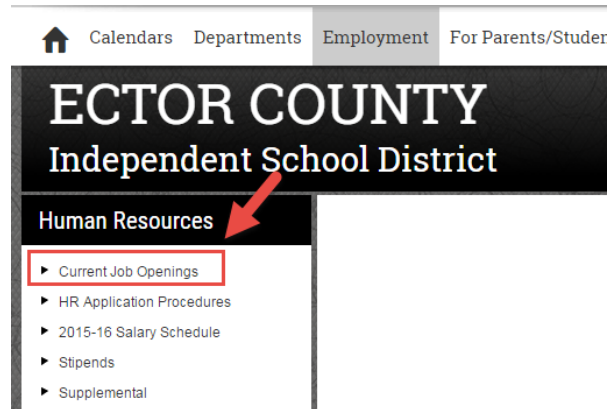 Calendars Departments Employment For Parents/Studen
ECTOR COUNTY
Independent School District
Human Resources
Current Job Openings
HR Application Procedures
2015-16 Salary Schedule
Stipends
Supplemental